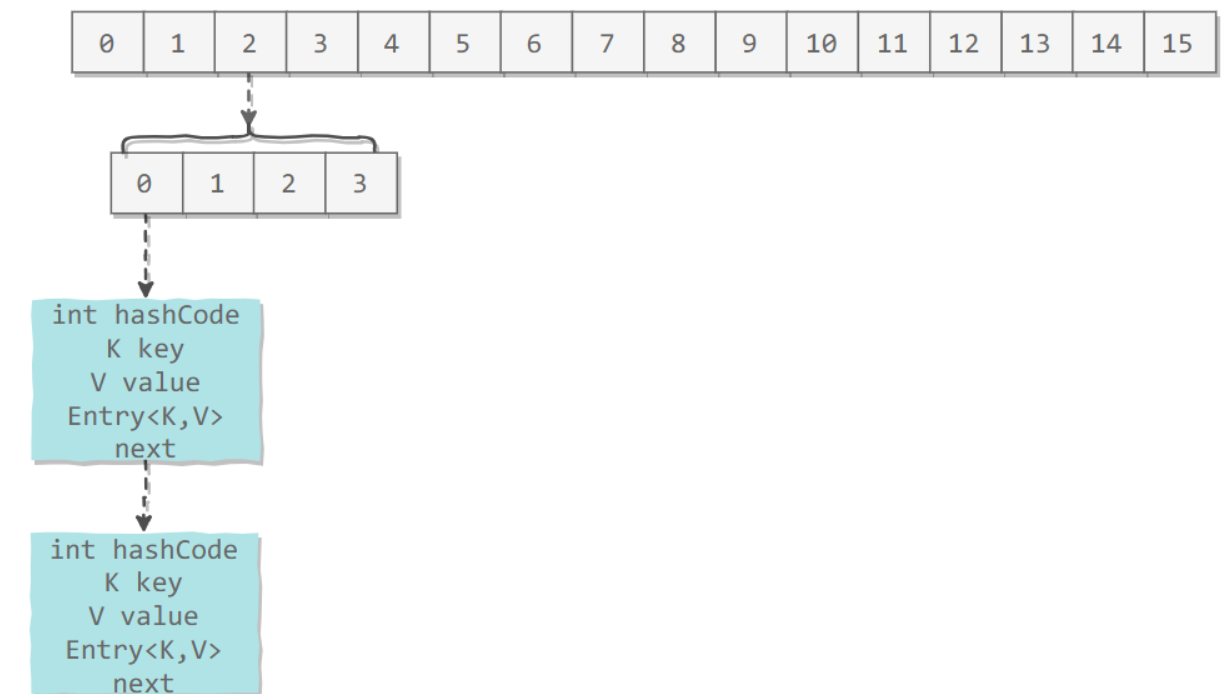 0 1 2 3 4 5 6 7 8 9 10 11 12 13 14 15
0 1 2 3
int hashCode
K key
V value
Entry<K,V>
next
int hashCode
K key
V value
Entry<K,V>
next